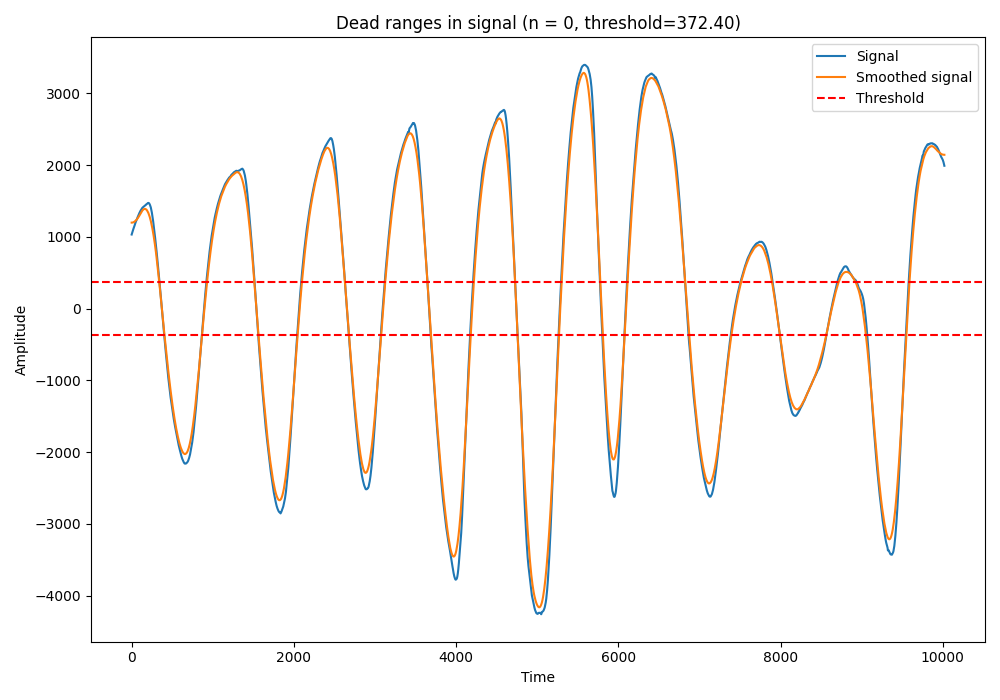 Dead ranges in signal (n = 0, threshold=372.40)
Signal
Smoothed signal
Threshold
Amplitude
3000
2000
1000
0
−1000
−2000
−3000
−4000
0
2000
4000
6000
8000
10000
Time